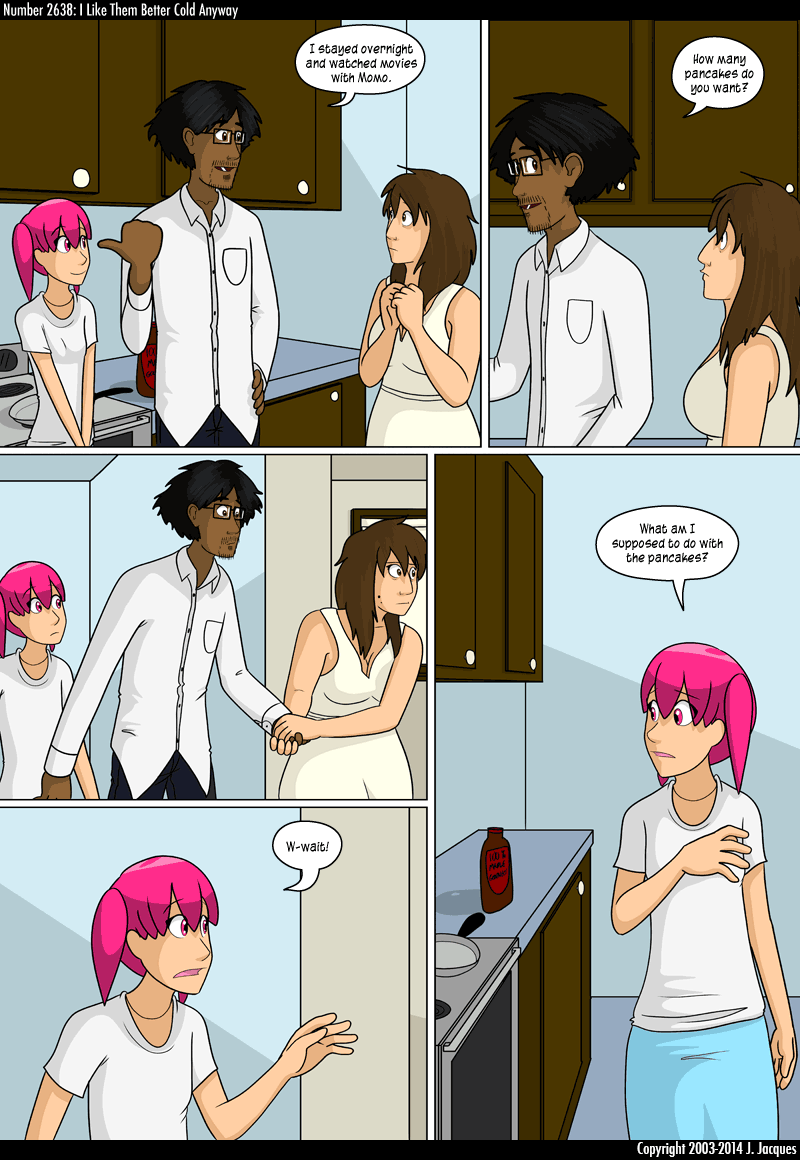 Number 2638: I Like Them Better Cold Anyway
I stayed overnight
and watched movies
with Momo.
How many
pancakes do
you want?
What am I
supposed to do with
the pancakes?
W-wait!
Copyright 2003-2014 J. Jacques